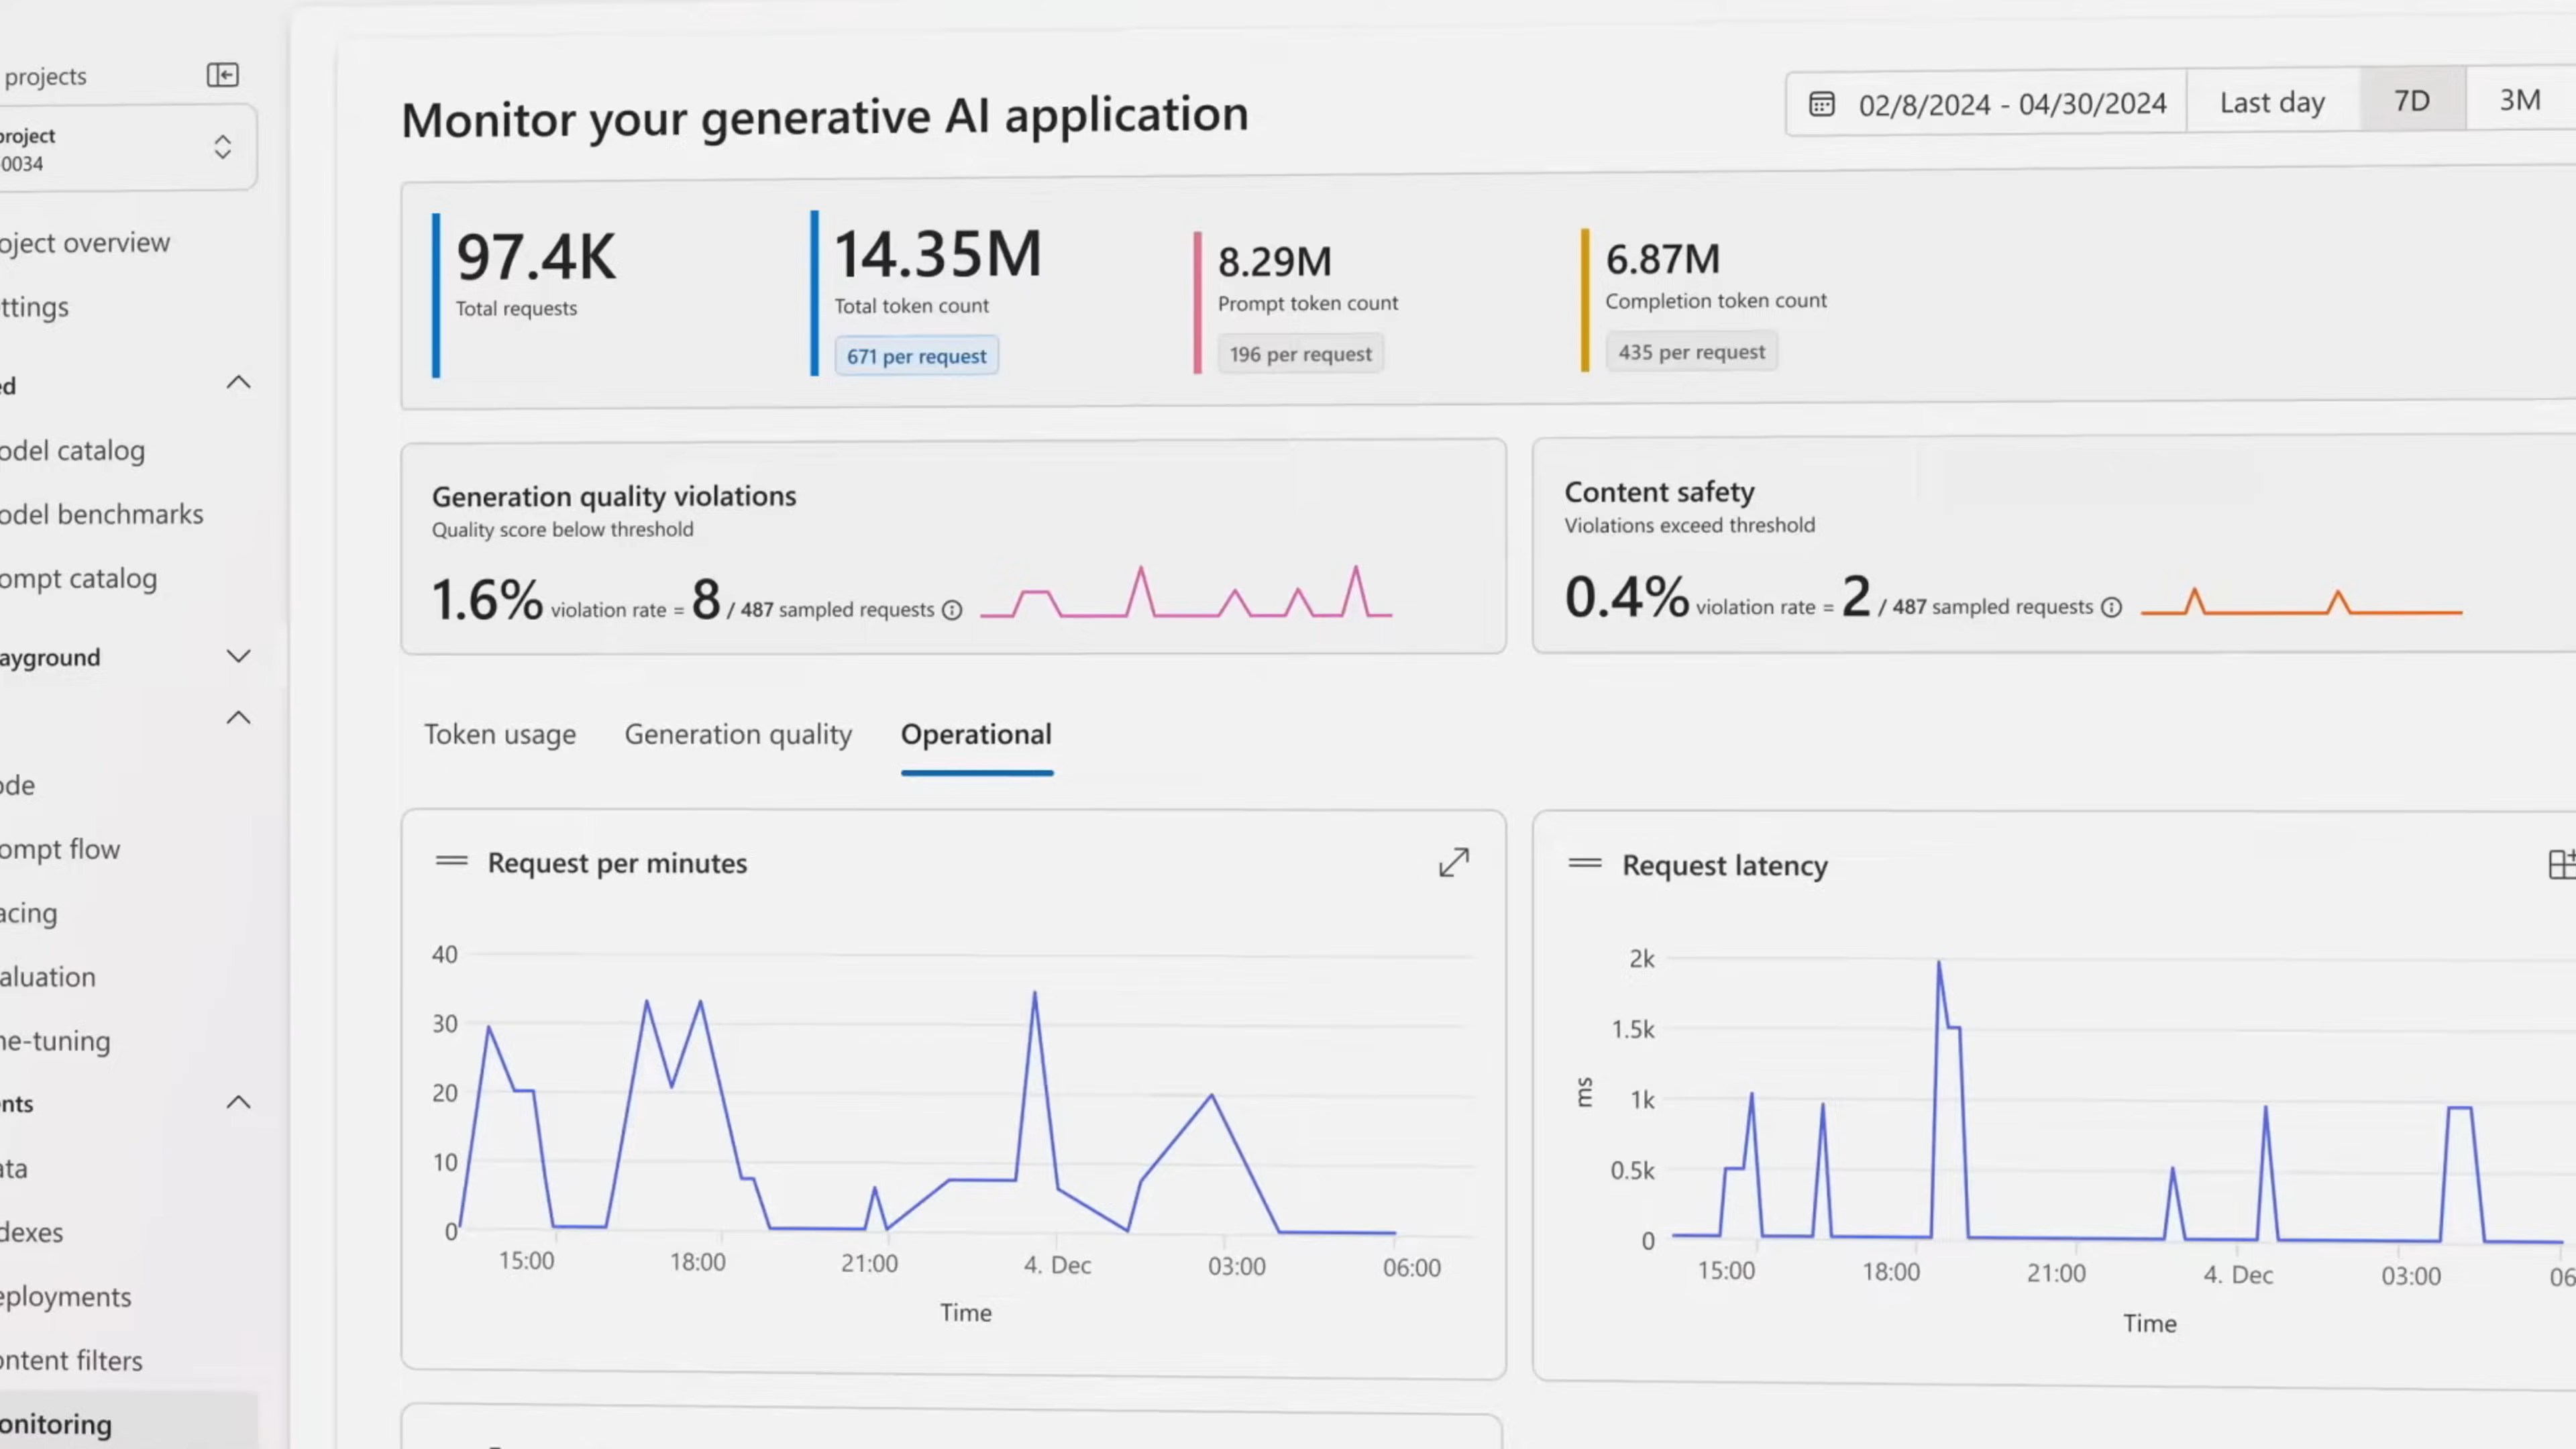 projects
project
0034
oject overview
ttings
ed
odel catalog
odel benchmarks
ompt catalog
ayground
ode
ompt flow
acing
aluation
ne-tuning
nts
ata
dexes
eployments
ontent filters
onitoring
Monitor your generative AI application
02/8/2024 - 04/30/2024
Last day
7D
3M
97.4K
Total requests
14.35M
Total token count
671 per request
8.29M
Prompt token count
196 per request
6.87M
Completion token count
435 per request
Generation quality violations
Quality score below threshold
1.6% violation rate = 8 / 487 sampled requests
Content safety
Violations exceed threshold
0.4% violation rate = 2 / 487 sampled requests
Token usage
Generation quality
Operational
Request per minutes
40
30
20
10
0
15:00 18:00 21:00 4. Dec 03:00 06:00
Time
Request latency
2k
1.5k
1k
0.5k
0
ms
15:00 18:00 21:00 4. Dec 03:00 06
Time